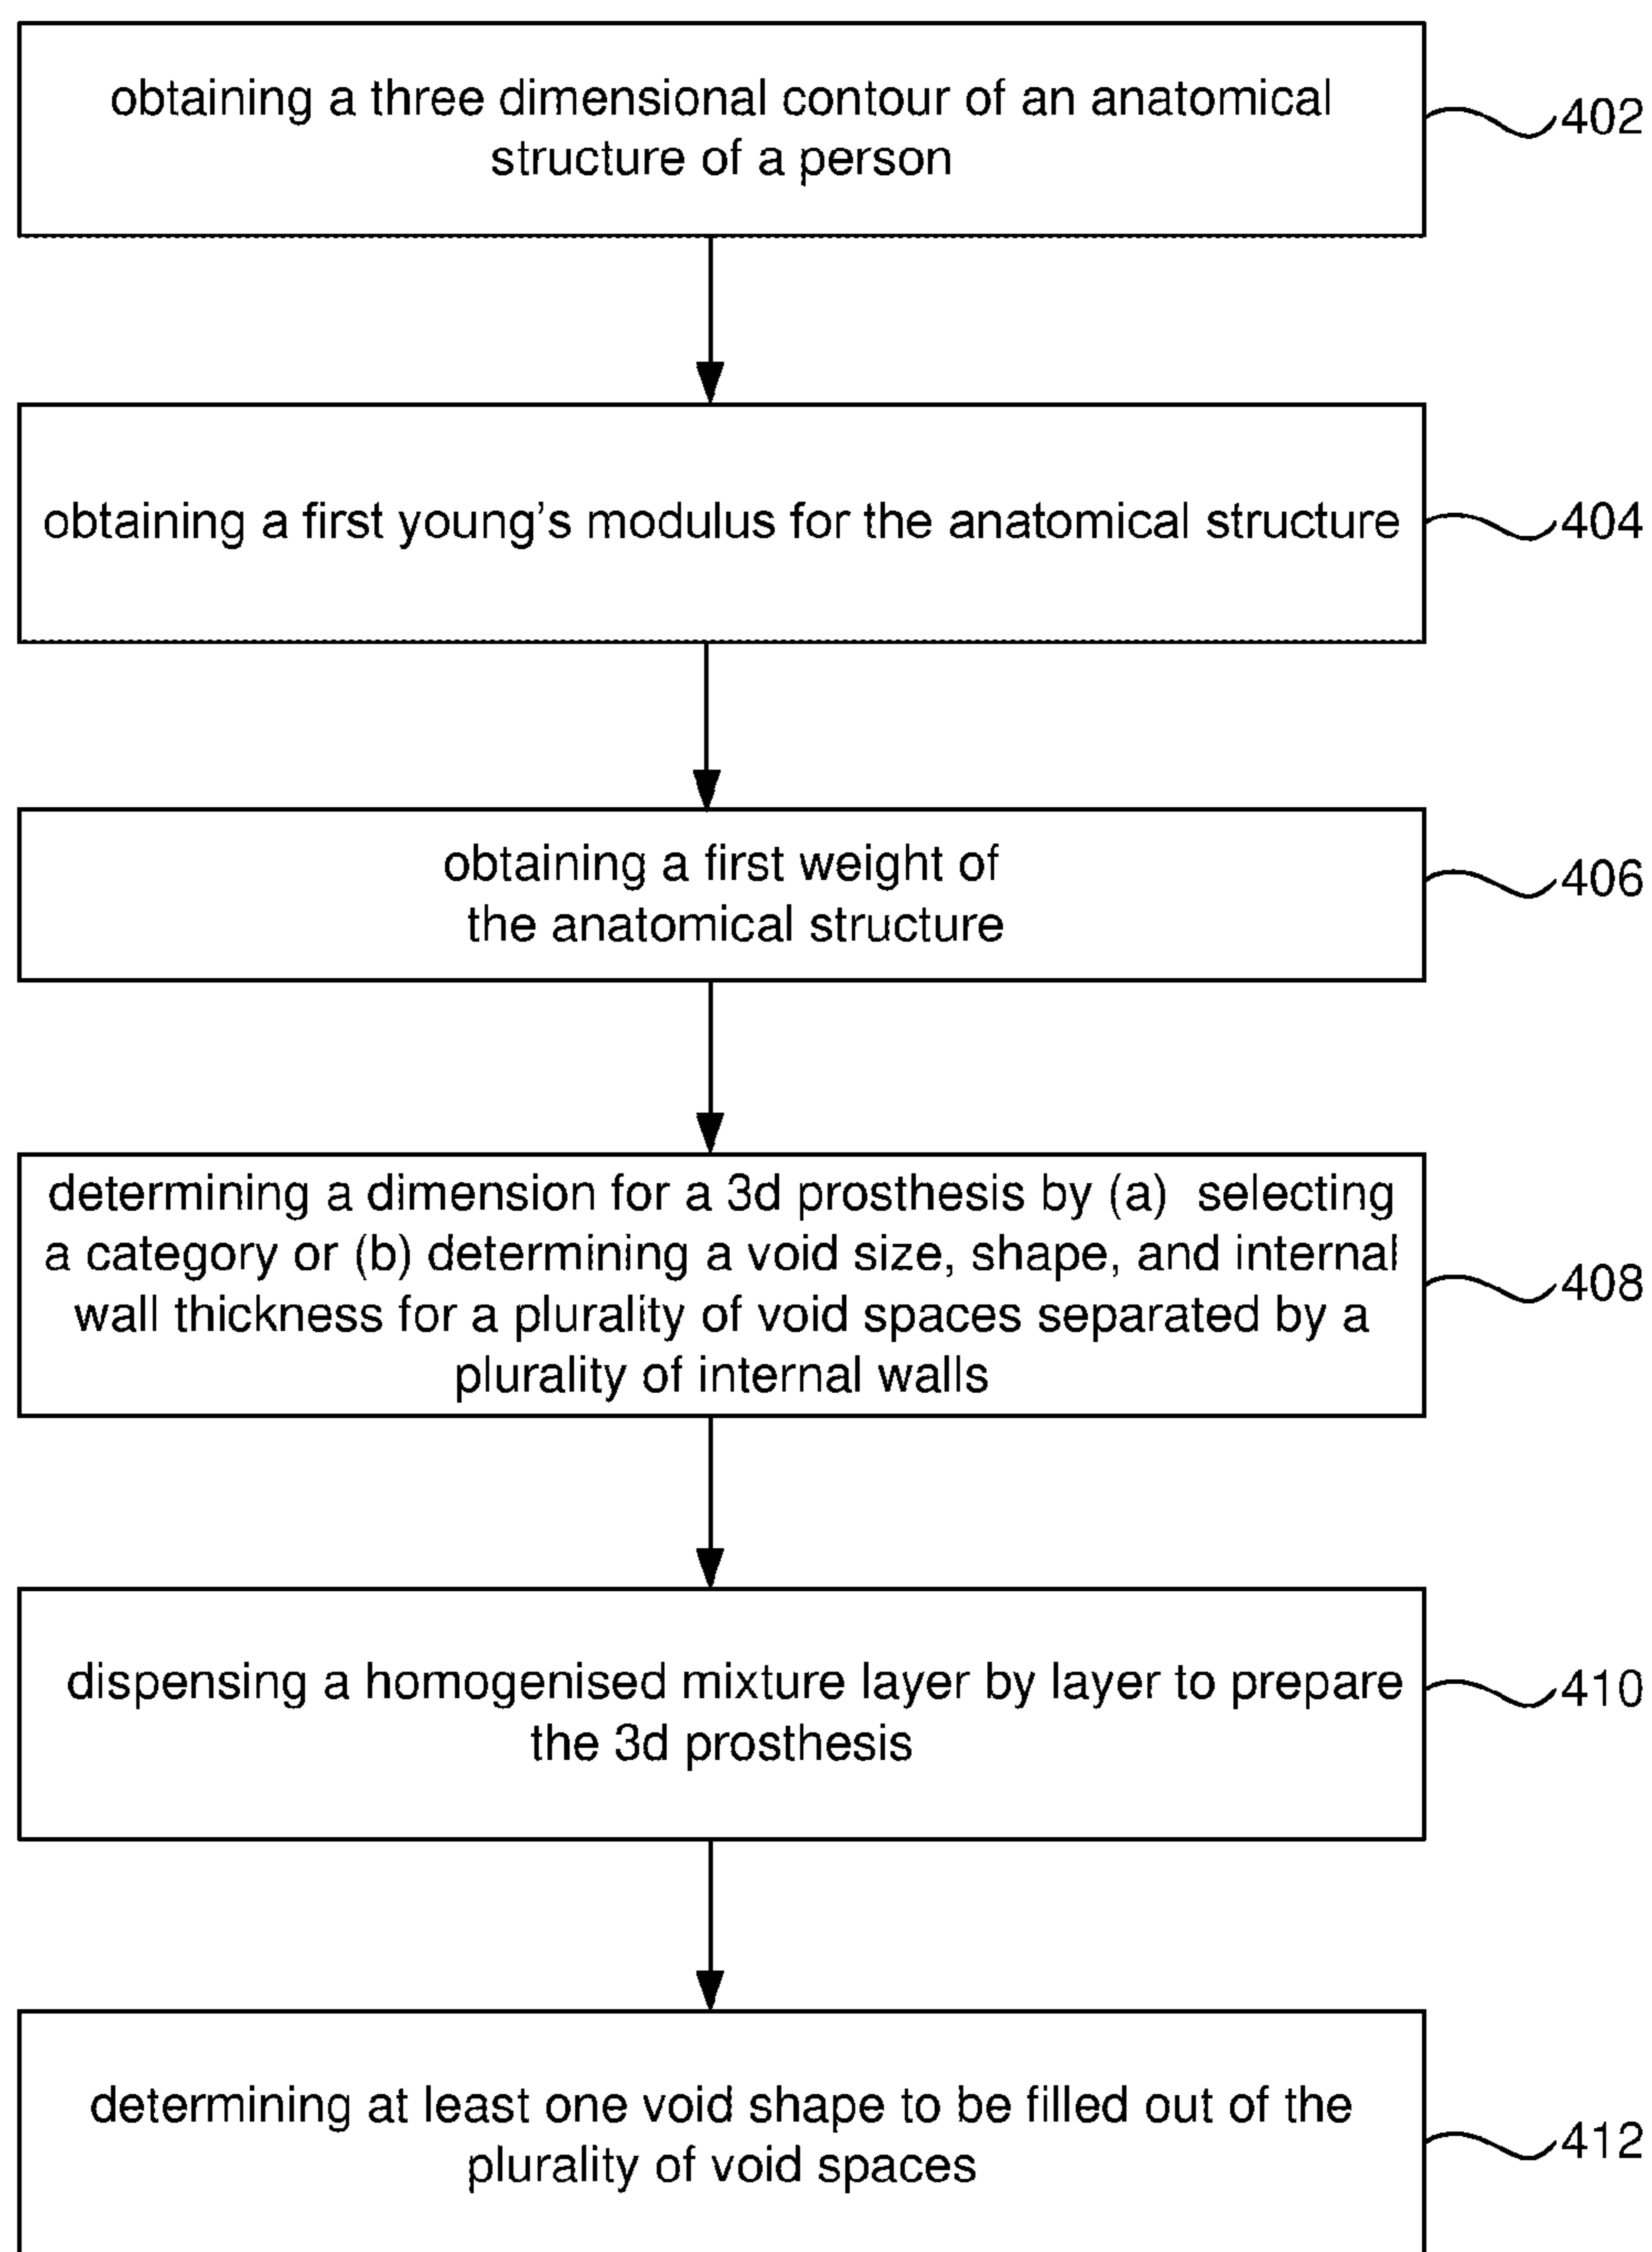 obtaining a three dimensional contour of an anatomical
structure of a person
402
obtaining a first young's modulus for the anatomical structure
404
obtaining a first weight of
the anatomical structure
406
determining a dimension for a 3d prosthesis by (a) selecting
a category or (b) determining a void size, shape, and internal
wall thickness for a plurality of void spaces separated by a
plurality of internal walls
408
dispensing a homogenised mixture layer by layer to prepare
the 3d prosthesis
410
determining at least one void shape to be filled out of the
plurality of void spaces
412